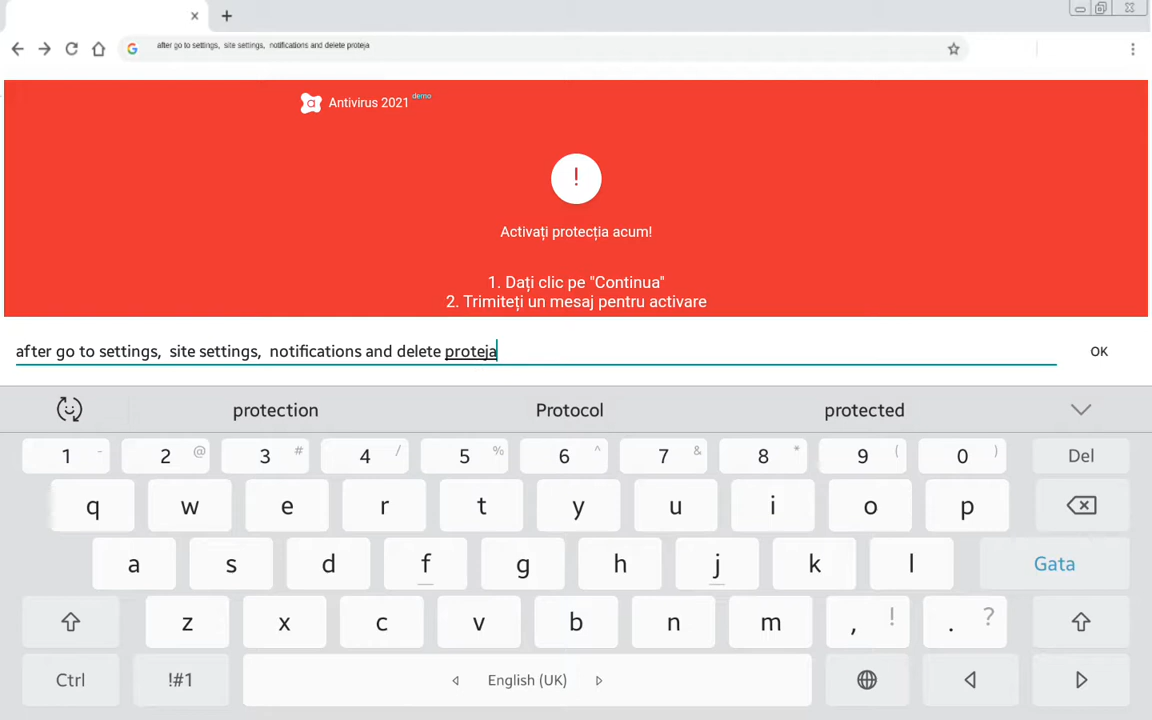 after go to settings,  site settings,  notifications and delete proteja
Antivirus 2021 demo
!
Activați protecția acum!
1. Dați clic pe "Continua"
2. Trimiteți un mesaj pentru activare
after go to settings,  site settings,  notifications and delete proteja
OK
protection Protocol protected
1 - 2 @ 3 # 4 / 5 % 6 ^ 7 & 8 * 9 ( 0 ) Del
q w e r t y u i o p
a s d f g h j k l Gata
z x c v b n m , ! . ?
Ctrl !#1 English (UK)